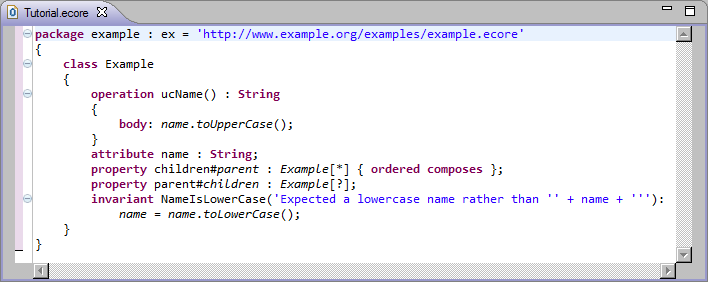 Tutorial.ecore
package example : ex = 'http://www.example.org/examples/example.ecore'
{
    class Example
    {
        operation ucName() : String
        {
            body: name.toUpperCase();
        }
        attribute name : String;
        property children#parent : Example[*] { ordered composes };
        property parent#children : Example[?];
        invariant NameIsLowerCase('Expected a lowercase name rather than '' + name + '''):
            name = name.toLowerCase();
    }
}